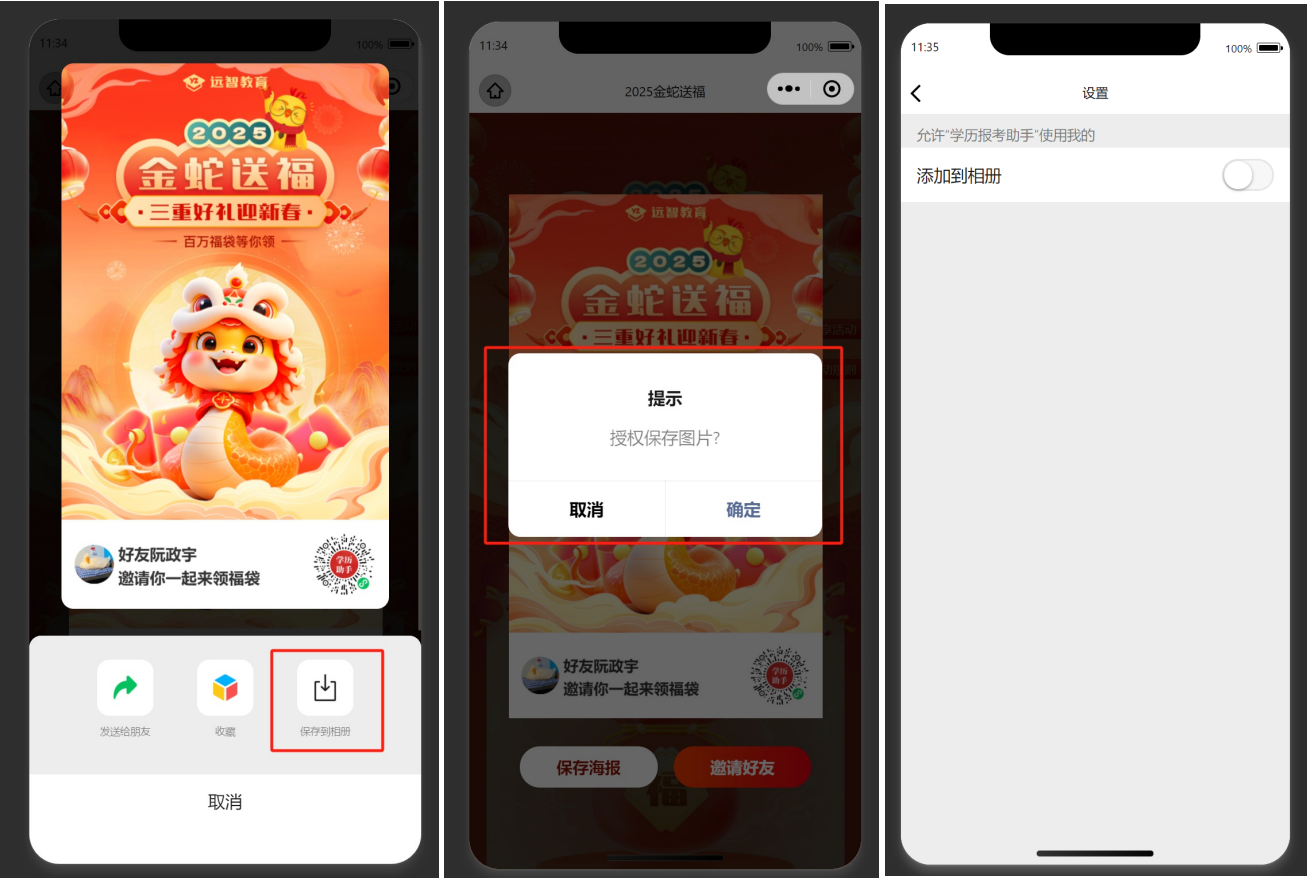 11:34
100%
远智教育
2025
金蛇送福
·三重好礼迎新春·
百万福袋等你领
好友阮政宇
邀请你一起来领福袋
学历
助手
发送给朋友
收藏
保存到相册
取消
11:34
100%
2025金蛇送福
远智教育
2025
金蛇送福
·三重好礼迎新春·
提示
授权保存图片?
取消
确定
好友阮政宇
邀请你一起来领福袋
学历
助手
保存海报
邀请好友
福
11:35
100%
设置
允许"学历报考助手"使用我的
添加到相册